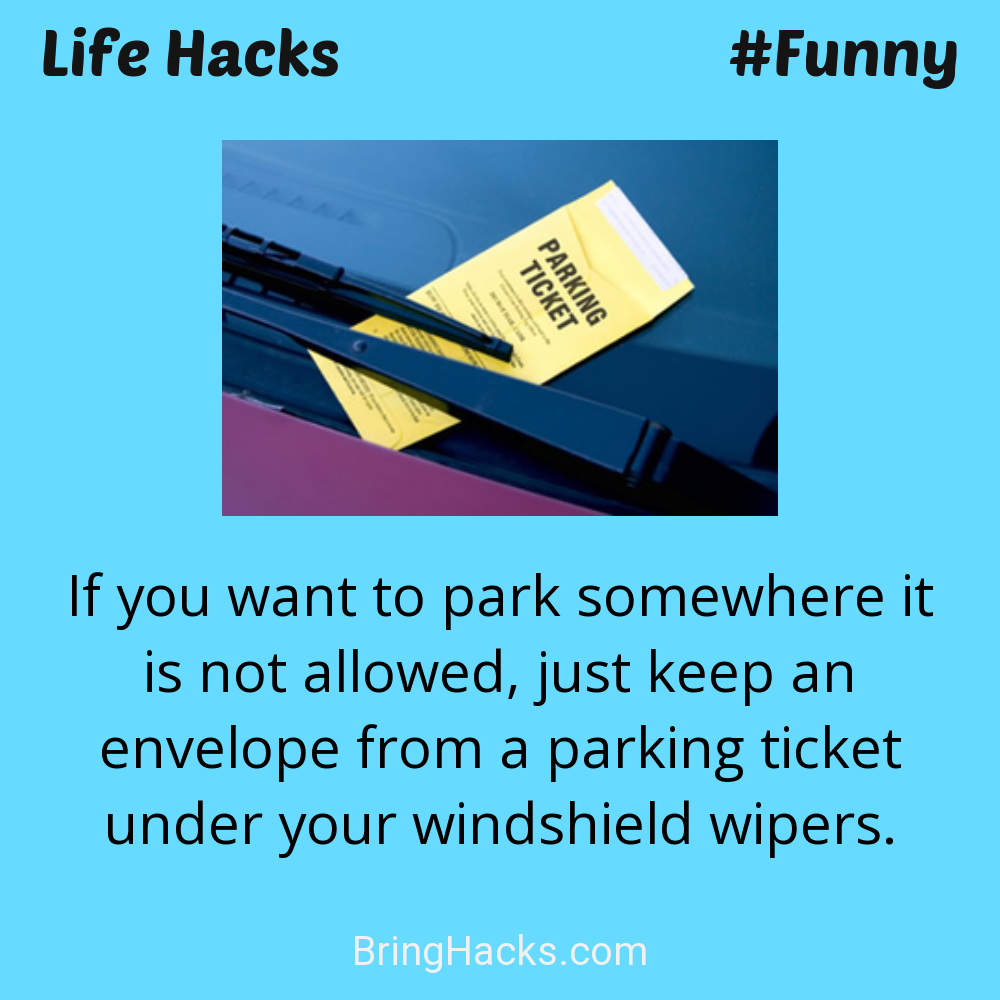 Life Hacks #Funny
PARKING
TICKET
If you want to park somewhere it
is not allowed, just keep an
envelope from a parking ticket
under your windshield wipers.
BringHacks.com